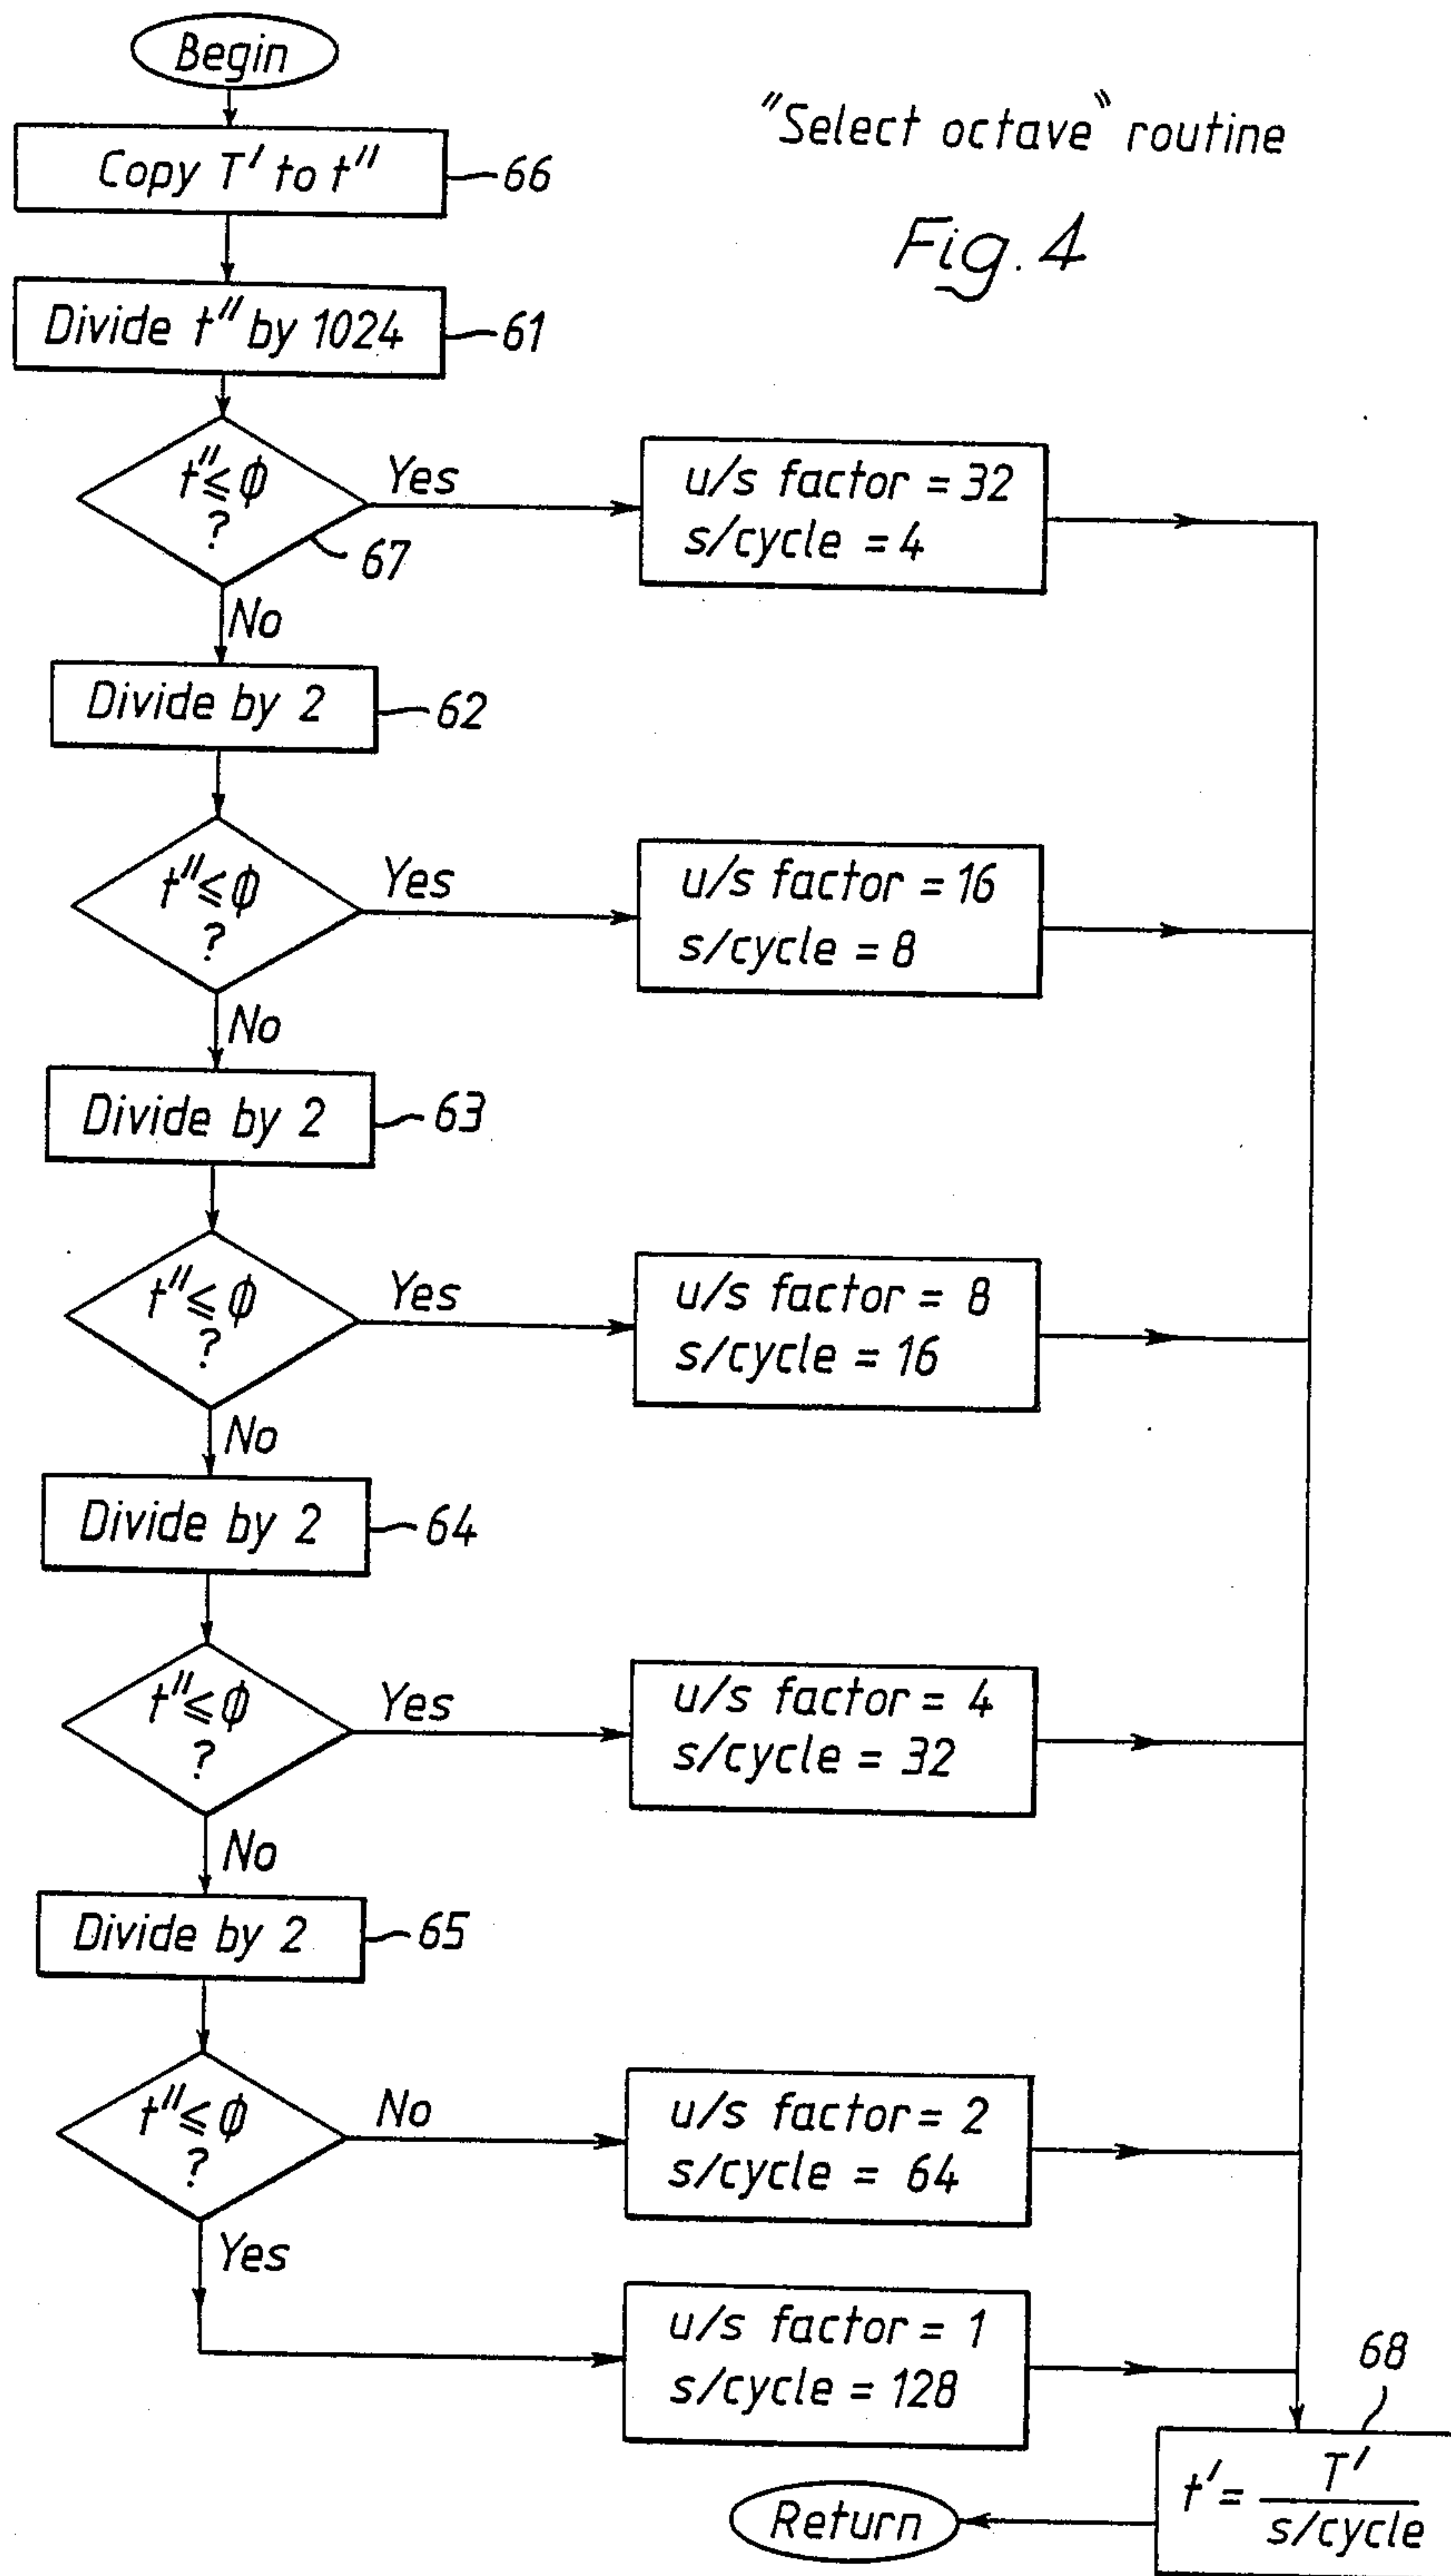 Begin
"Select octave" routine
Fig. 4
Copy T' to t"
66
Divide t" by 1024
61
t" ≤ ϕ
?
67
Yes
u/s factor = 32
s/cycle = 4
No
Divide by 2
62
t" ≤ ϕ
?
Yes
u/s factor = 16
s/cycle = 8
No
Divide by 2
63
t" ≤ ϕ
?
Yes
u/s factor = 8
s/cycle = 16
No
Divide by 2
64
t" ≤ ϕ
?
Yes
u/s factor = 4
s/cycle = 32
No
Divide by 2
65
t" ≤ ϕ
?
No
u/s factor = 2
s/cycle = 64
Yes
u/s factor = 1
s/cycle = 128
68
t' = T'
s/cycle
Return